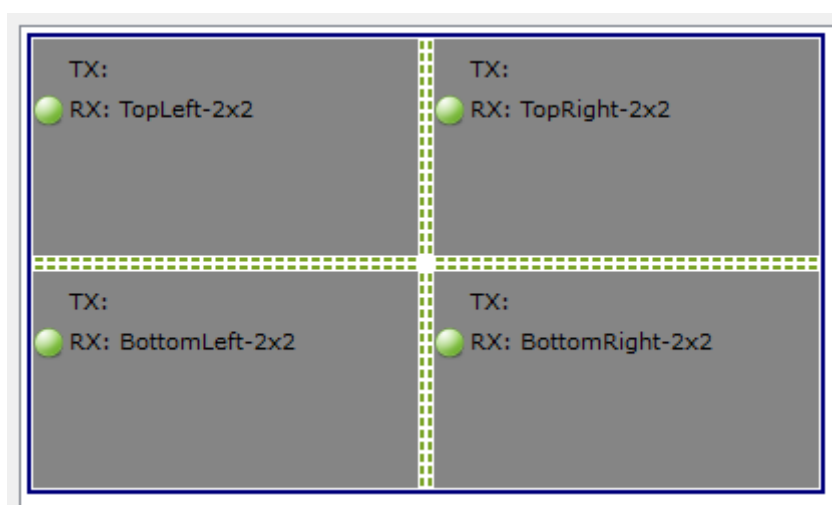 TX:
RX: TopLeft-2x2
TX:
RX: TopRight-2x2
TX:
RX: BottomLeft-2x2
TX:
RX: BottomRight-2x2